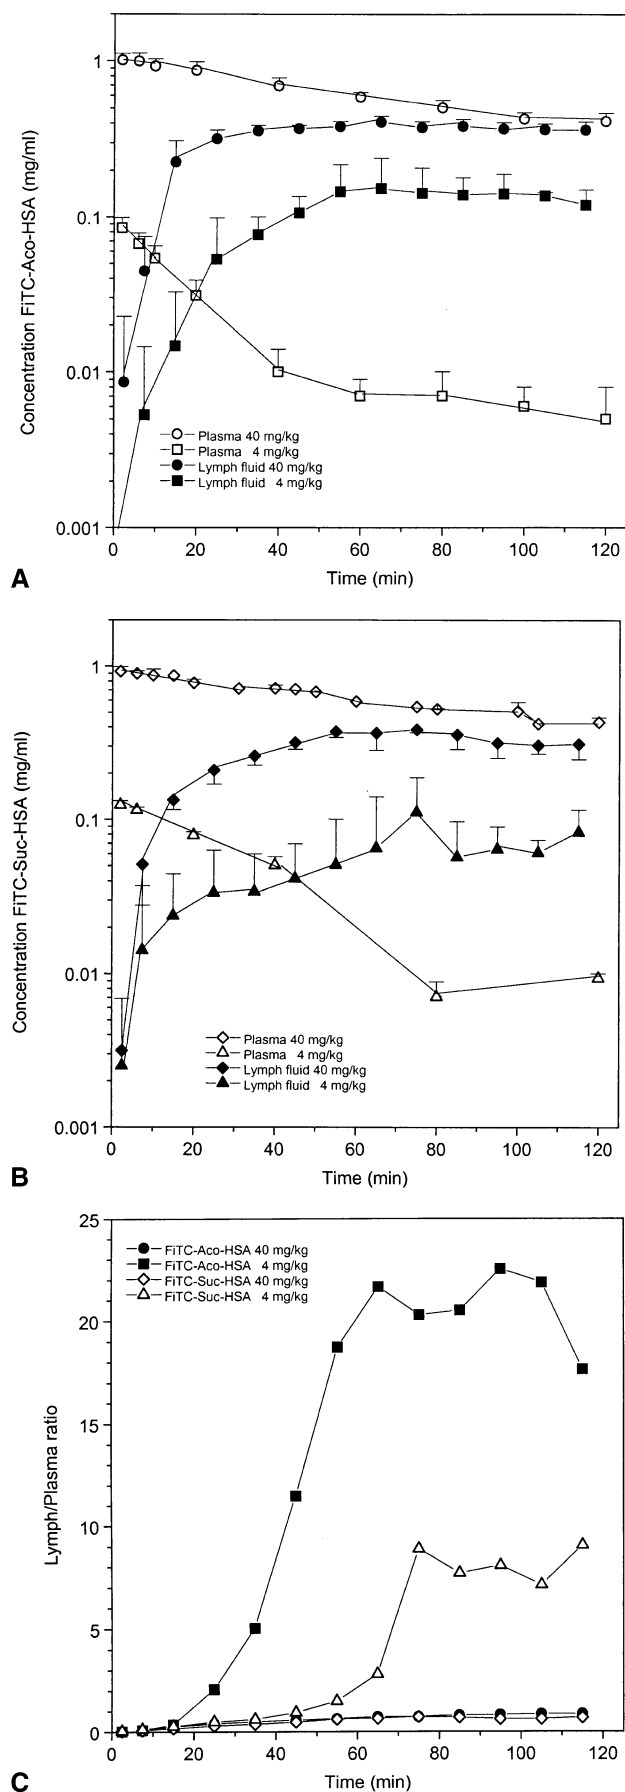 1
0.1
0.01
0.001
Concentration FiTC-Aco-HSA (mg/ml)
Plasma 40 mg/kg
Plasma 4 mg/kg
Lymph fluid 40 mg/kg
Lymph fluid 4 mg/kg
0 20 40 60 80 100 120
Time (min)
A
1
0.1
0.01
0.001
Concentration FiTC-Suc-HSA (mg/ml)
Plasma 40 mg/kg
Plasma 4 mg/kg
Lymph fluid 40 mg/kg
Lymph fluid 4 mg/kg
0 20 40 60 80 100 120
Time (min)
B
25
20
15
10
5
0
Lymph/Plasma ratio
FiTC-Aco-HSA 40 mg/kg
FiTC-Aco-HSA 4 mg/kg
FiTC-Suc-HSA 40 mg/kg
FiTC-Suc-HSA 4 mg/kg
0 20 40 60 80 100 120
Time (min)
C